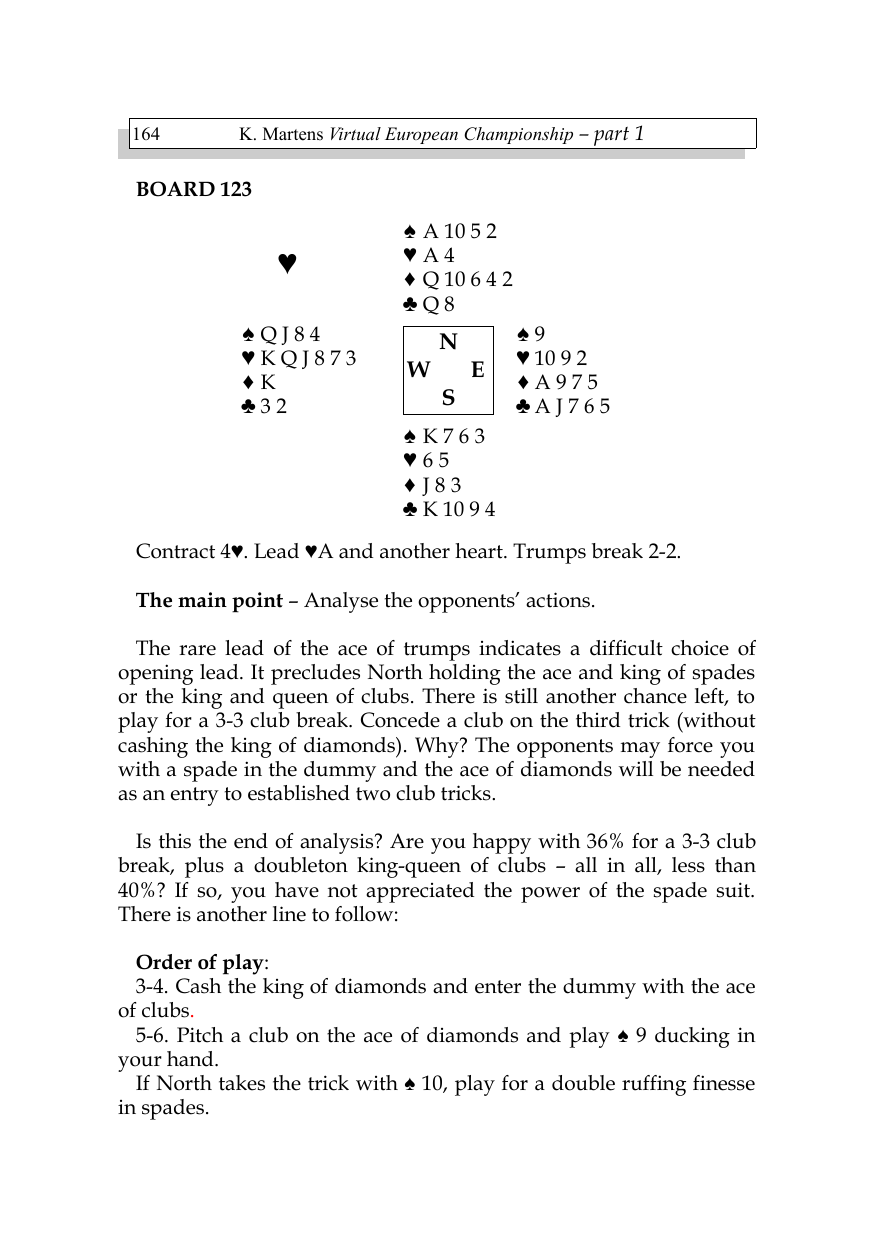 164 K. Martens Virtual European Championship – part 1
BOARD 123
♠ A 10 5 2
♥ A 4
♦ Q 10 6 4 2
♣ Q 8
♥
♠ Q J 8 4
♥ K Q J 8 7 3
♦ K
♣ 3 2
N
W E
S
♠ 9
♥ 10 9 2
♦ A 9 7 5
♣ A J 7 6 5
♠ K 7 6 3
♥ 6 5
♦ J 8 3
♣ K 10 9 4
Contract 4♥. Lead ♥A and another heart. Trumps break 2-2.
The main point – Analyse the opponents’ actions.
The rare lead of the ace of trumps indicates a difficult choice of
opening lead. It precludes North holding the ace and king of spades
or the king and queen of clubs. There is still another chance left, to
play for a 3-3 club break. Concede a club on the third trick (without
cashing the king of diamonds). Why? The opponents may force you
with a spade in the dummy and the ace of diamonds will be needed
as an entry to established two club tricks.
Is this the end of analysis? Are you happy with 36% for a 3-3 club
break, plus a doubleton king-queen of clubs – all in all, less than
40%? If so, you have not appreciated the power of the spade suit.
There is another line to follow:
Order of play:
3-4. Cash the king of diamonds and enter the dummy with the ace
of clubs.
5-6. Pitch a club on the ace of diamonds and play ♠ 9 ducking in
your hand.
If North takes the trick with ♠ 10, play for a double ruffing finesse
in spades.